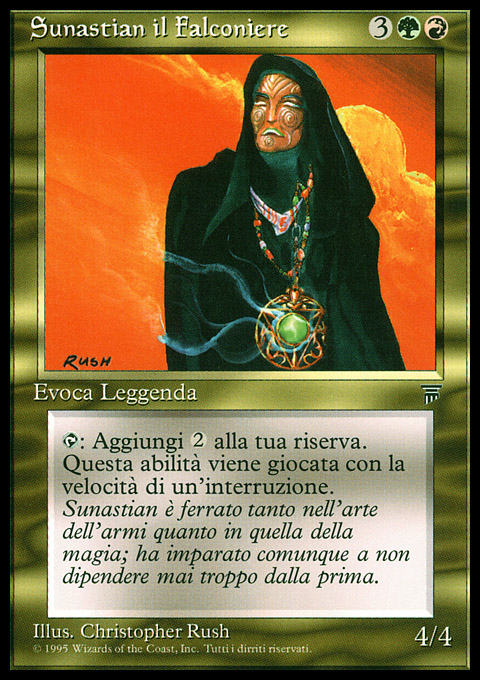 Sunastian il Falconiere 3
RUSH
Evoca Leggenda
: Aggiungi 2 alla tua riserva.
Questa abilità viene giocata con la
velocità di un'interruzione.
Sunastian è ferrato tanto nell'arte
dell'armi quanto in quella della
magia; ha imparato comunque a non
dipendere mai troppo dalla prima.
Illus. Christopher Rush
4/4
© 1995 Wizards of the Coast, Inc. Tutti i dirriti riservati.